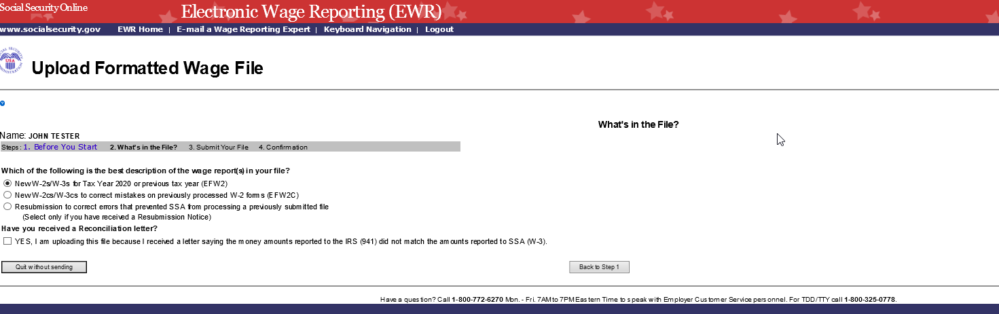 Social Security Online Electronic Wage Reporting (EWR)
www.socialsecurity.gov EWR Home | E-mail a Wage Reporting Expert | Keyboard Navigation | Logout
USA
Upload Formatted Wage File
What's in the File?
Name: JOHN TESTER
Steps: 1. Before You Start 2. What's in the File? 3. Submit Your File 4. Confirmation
Which of the following is the best description of the wage report(s) in your file?
New W-2s/W-3s for Tax Year 2020 or previous tax year (EFW2)
New W-2cs/W-3cs to correct mistakes on previously processed W-2 forms (EFW2C)
Resubmission to correct errors that prevented SSA from processing a previously submitted file
(Select only if you have received a Resubmission Notice)
Have you received a Reconciliation letter?
YES, I am uploading this file because I received a letter saying the money amounts reported to the IRS (941) did not match the amounts reported to SSA (W-3).
Quit without sending Back to Step 1
Have a question? Call 1-800-772-6270 Mon. - Fri. 7AM to 7PM Eastern Time to speak with Employer Customer Service personnel. For TDD/TTY call 1-800-325-0778.